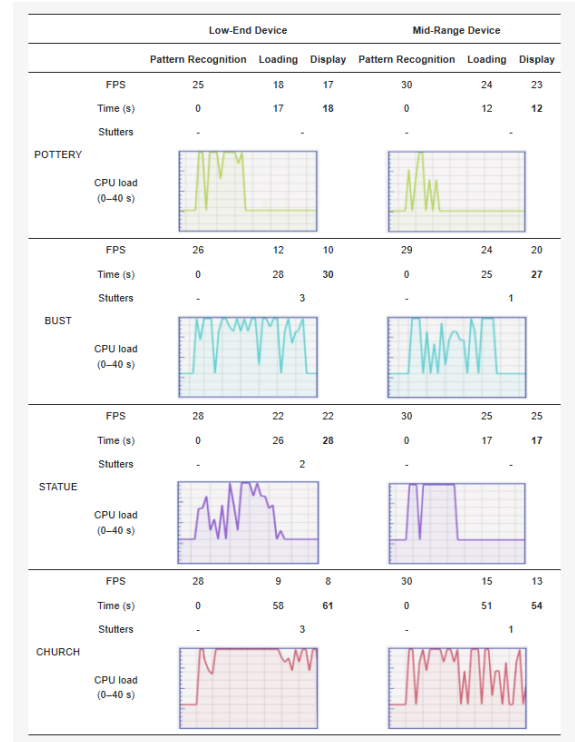 Low-End Device Mid-Range Device
Pattern Recognition Loading Display Pattern Recognition Loading Display
FPS 25 18 17 30 24 23
Time (s) 0 17 18 0 12 12
Stutters - - - -
POTTERY
CPU load
(0–40 s)
FPS 26 12 10 29 24 20
Time (s) 0 28 30 0 25 27
Stutters - 3 - 1
BUST
CPU load
(0–40 s)
FPS 28 22 22 30 25 25
Time (s) 0 26 28 0 17 17
Stutters - 2 - -
STATUE
CPU load
(0–40 s)
FPS 28 9 8 30 15 13
Time (s) 0 58 61 0 51 54
Stutters - 3 - 1
CHURCH
CPU load
(0–40 s)